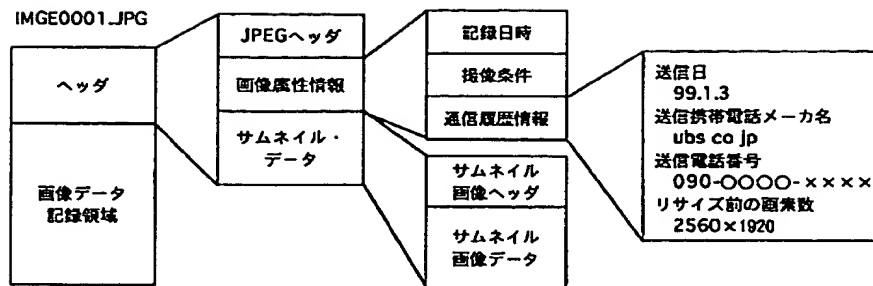 IMGE0001.JPG
ヘッダ
画像データ
記録領域
JPEGヘッダ
画像属性情報
サムネイル・
データ
記録日時
撮像条件
通信履歴情報
サムネイル
画像ヘッダ
サムネイル
画像データ
送信日
99.1.3
送信携帯電話メーカ名
ubs co jp
送信電話番号
090-○○○○-××××
リサイズ前の画素数
2560×1920